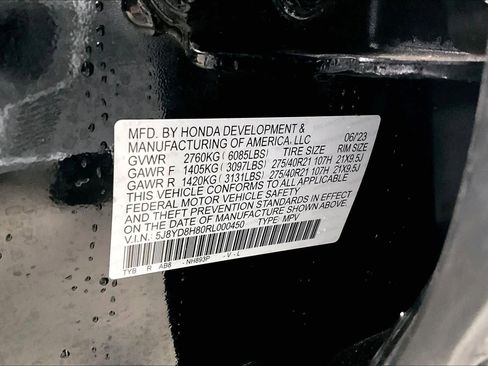 MFD. BY HONDA DEVELOPMENT &
MANUFACTURING OF AMERICA, LLC 06/23
GVWR 2760KG ( 6085LBS) TIRE SIZE RIM SIZE
GAWR F 1405KG ( 3097LBS) 275/40R21 107H 21X9.5J
GAWR R 1420KG ( 3131LBS) 275/40R21 107H 21X9.5J
THIS VEHICLE CONFORMS TO ALL APPLICABLE
FEDERAL MOTOR VEHICLE SAFETY
AND THEFT PREVENTION STANDARDS IN EFFECT
ON THE DATE OF MANUFACTURE SHOWN ABOVE.
V.I.N.: 5J8YD8H80RL000450 TYPE: MPV
TYB R AB8 - NH893P - V - L